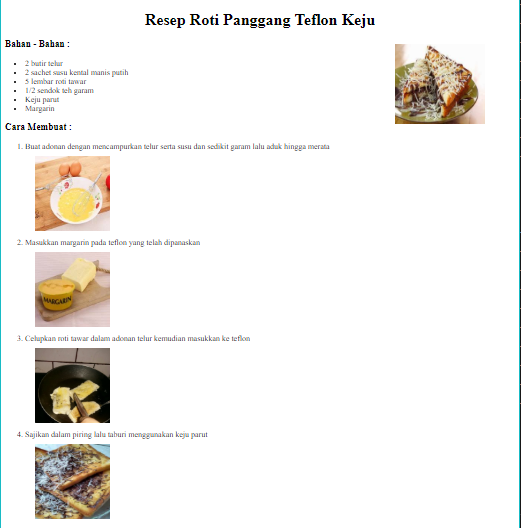 Resep Roti Panggang Teflon Keju
Bahan - Bahan :
2 butir telur
2 sachet susu kental manis putih
5 lembar roti tawar
1/2 sendok teh garam
Keju parut
Margarin
Cara Membuat :
1. Buat adonan dengan mencampurkan telur serta susu dan sedikit garam lalu aduk hingga merata
2. Masukkan margarin pada teflon yang telah dipanaskan
MARGARIN
3. Celupkan roti tawar dalam adonan telur kemudian masukkan ke teflon
4. Sajikan dalam piring lalu taburi menggunakan keju parut